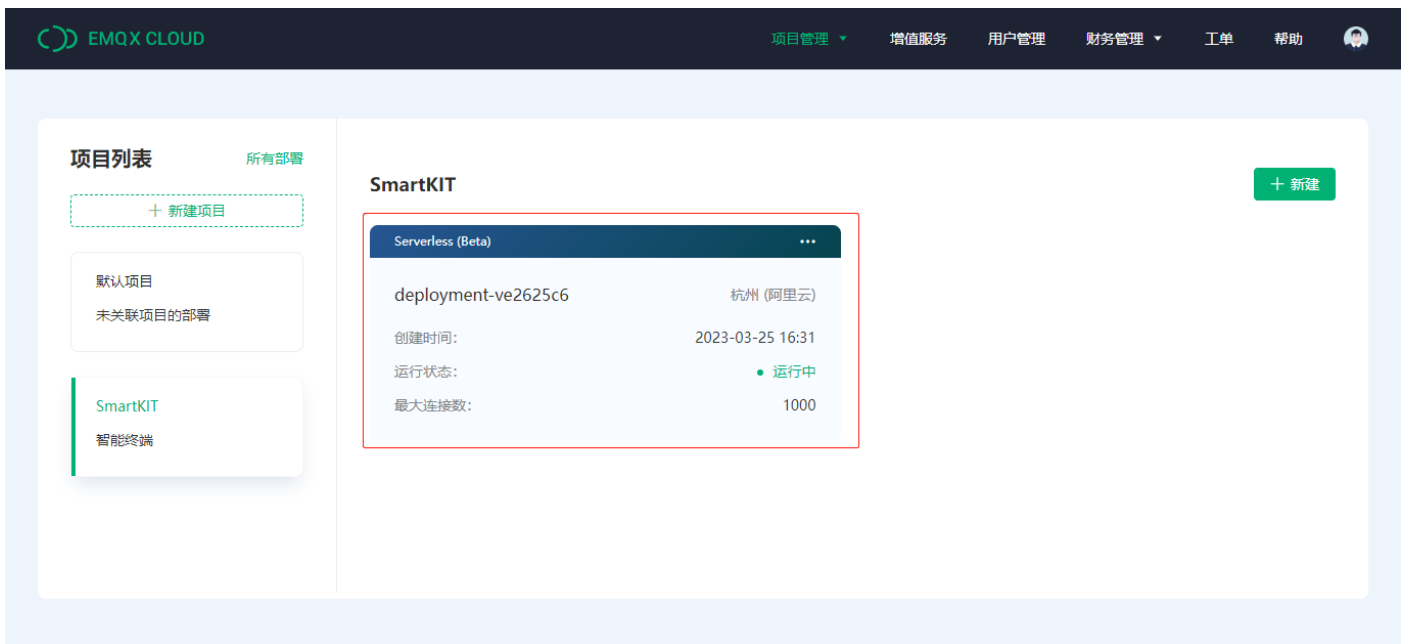 EMQX CLOUD
项目管理 增值服务 用户管理 财务管理 工单 帮助
项目列表 所有部署
+ 新建项目
默认项目
未关联项目的部署
SmartKIT
智能终端
SmartKIT + 新建
Serverless (Beta) ...
deployment-ve2625c6 杭州 (阿里云)
创建时间: 2023-03-25 16:31
运行状态: 运行中
最大连接数: 1000